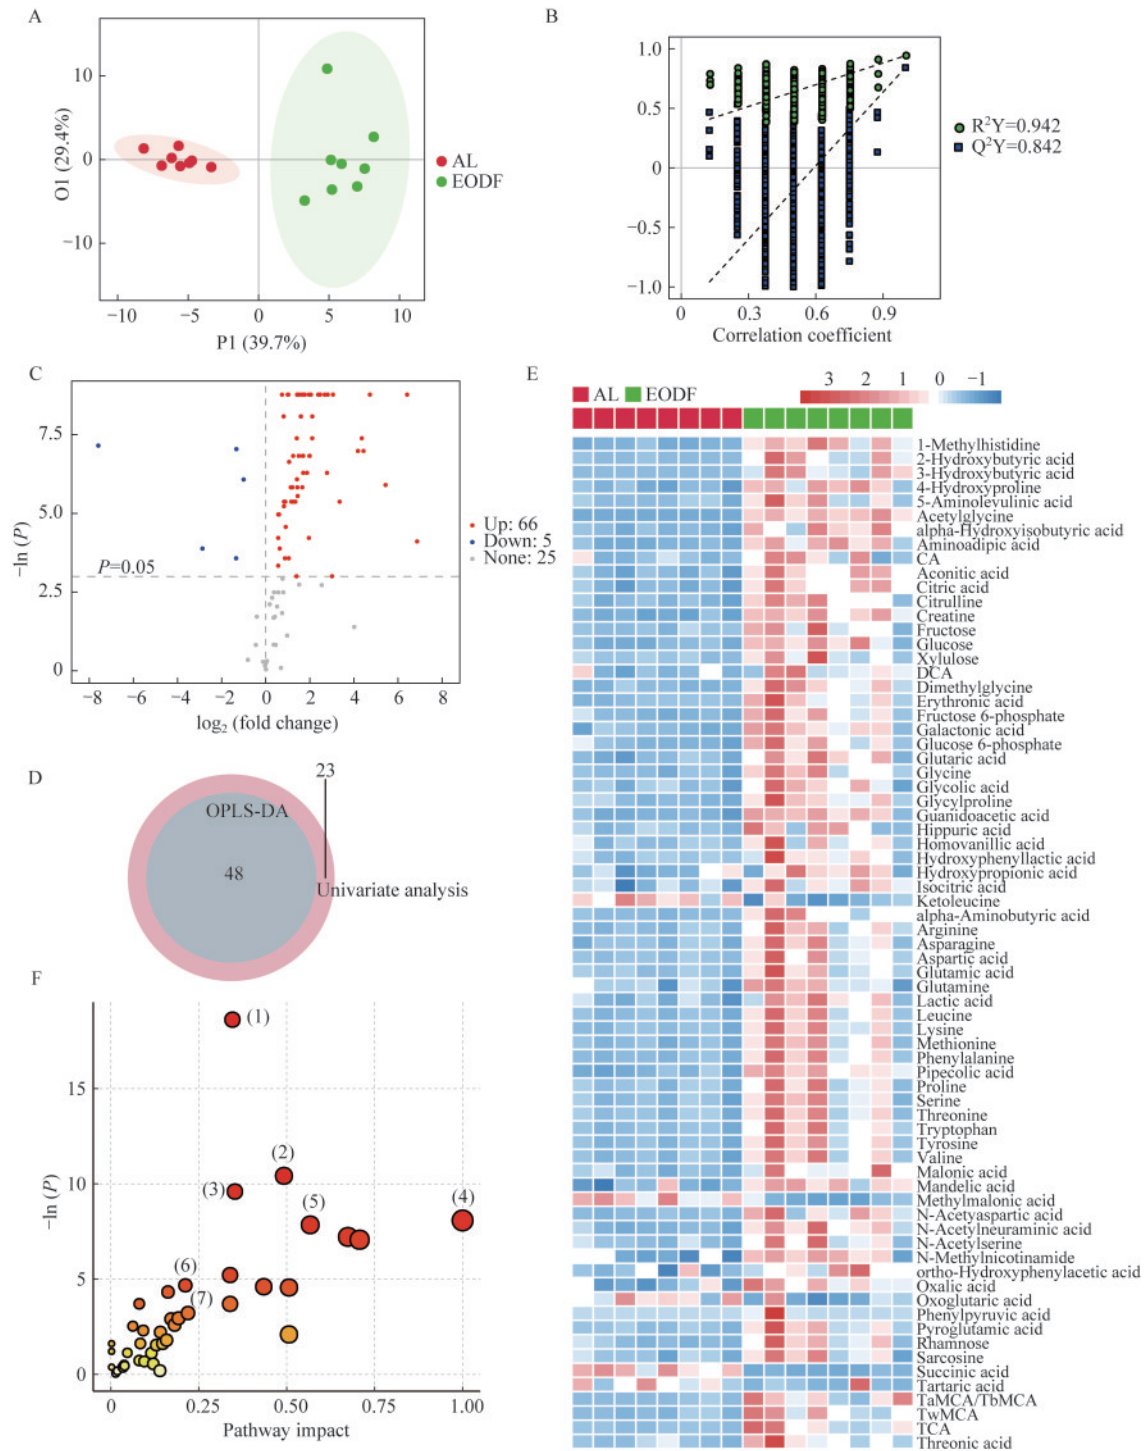 A
10
0
−10
O1 (29.4%)
−10
−5
0
5
10
P1 (39.7%)
AL
EODF
B
1.0
0.5
0
−0.5
−1.0
0
0.3
0.6
0.9
Correlation coefficient
R²Y=0.942
Q²Y=0.842
C
7.5
5.0
2.5
0
−ln (P)
P=0.05
−8
−6
−4
−2
0
2
4
6
8
log₂ (fold change)
Up: 66
Down: 5
None: 25
D
23
OPLS-DA
48
Univariate analysis
F
15
10
5
0
−ln (P)
(1)
(2)
(3)
(4)
(5)
(6)
(7)
0
0.25
0.50
0.75
1.00
Pathway impact
E
AL
EODF
3 2 1 0 −1
1-Methylhistidine
2-Hydroxybutyric acid
3-Hydroxybutyric acid
4-Hydroxyproline
5-Aminolevulinic acid
Acetylglycine
alpha-Hydroxyisobutyric acid
Aminoadipic acid
CA
Aconitic acid
Citric acid
Citrulline
Creatine
Fructose
Glucose
Xylulose
DCA
Dimethylglycine
Erythronic acid
Fructose 6-phosphate
Galactonic acid
Glucose 6-phosphate
Glutaric acid
Glycine
Glycolic acid
Glycylproline
Guanidoacetic acid
Hippuric acid
Homovanillic acid
Hydroxyphenyllactic acid
Hydroxypropionic acid
Isocitric acid
Ketoleucine
alpha-Aminobutyric acid
Arginine
Asparagine
Aspartic acid
Glutamic acid
Glutamine
Lactic acid
Leucine
Lysine
Methionine
Phenylalanine
Pipecolic acid
Proline
Serine
Threonine
Tryptophan
Tyrosine
Valine
Malonic acid
Mandelic acid
Methylmalonic acid
N-Acetyaspartic acid
N-Acetylneuraminic acid
N-Acetylserine
N-Methylnicotinamide
ortho-Hydroxyphenylacetic acid
Oxalic acid
Oxoglutaric acid
Phenylpyruvic acid
Pyroglutamic acid
Rhamnose
Sarcosine
Succinic acid
Tartaric acid
TaMCA/TbMCA
TwMCA
TCA
Threonic acid